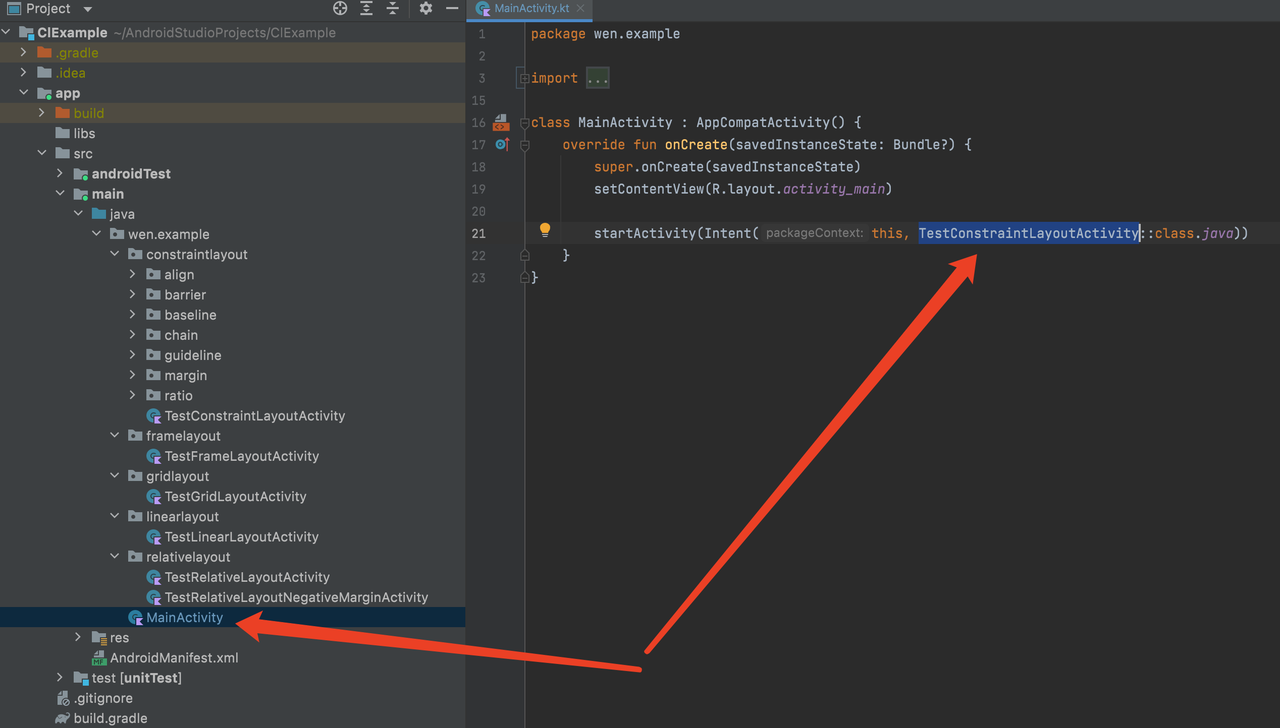 Project
ClExample ~/AndroidStudioProjects/ClExample
.gradle
.idea
app
build
libs
src
androidTest
main
java
wen.example
constraintlayout
align
barrier
baseline
chain
guideline
margin
ratio
TestConstraintLayoutActivity
framelayout
TestFrameLayoutActivity
gridlayout
TestGridLayoutActivity
linearlayout
TestLinearLayoutActivity
relativelayout
TestRelativeLayoutActivity
TestRelativeLayoutNegativeMarginActivity
MainActivity
res
MF AndroidManifest.xml
test [unitTest]
.gitignore
build.gradle
MainActivity.kt
1 package wen.example
2
3 import ...
15
16 class MainActivity : AppCompatActivity() {
17 override fun onCreate(savedInstanceState: Bundle?) {
18 super.onCreate(savedInstanceState)
19 setContentView(R.layout.activity_main)
20
21 startActivity(Intent( packageContext: this, TestConstraintLayoutActivity::class.java))
22 }
23 }